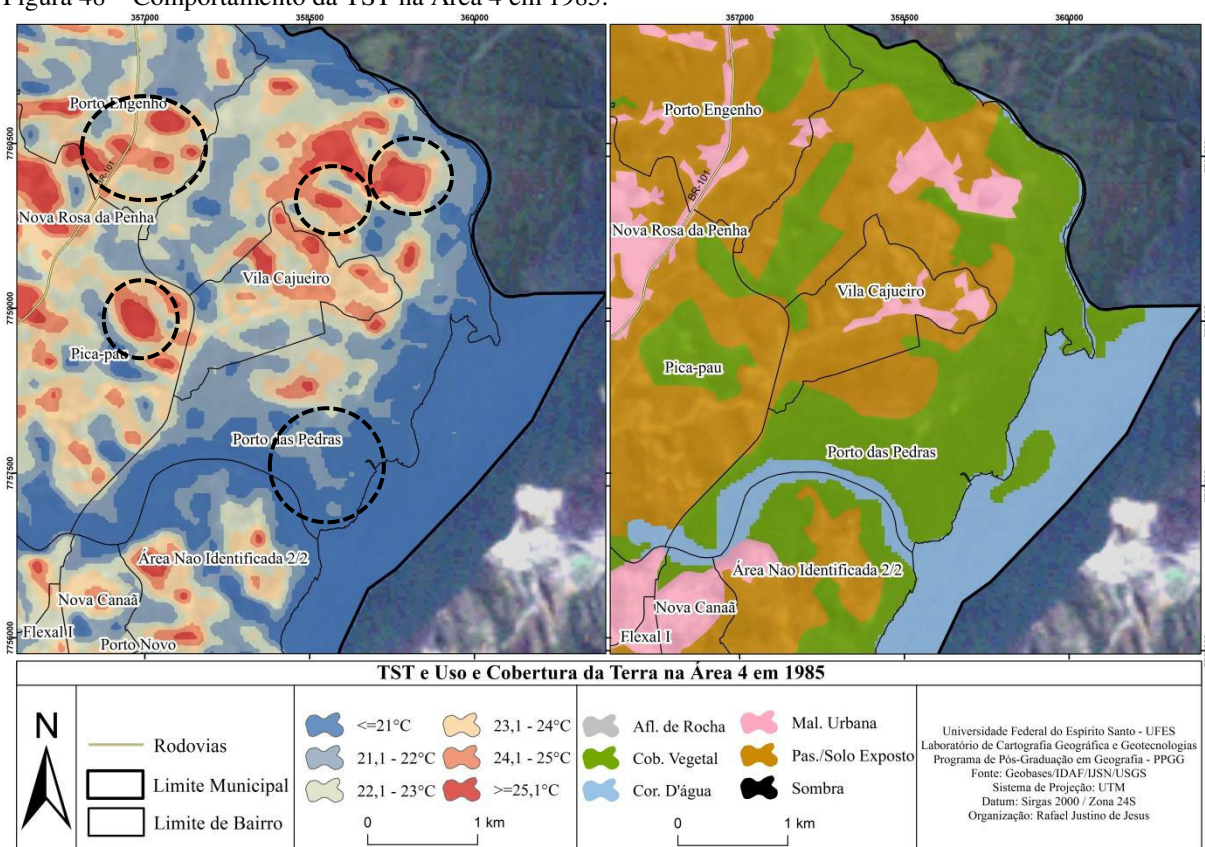 Figura 48 – Comportamento da TST na Área 4 em 1985.
357000 358500 360000
357000 358500 360000
7760500
7759000
7757500
7756000
Porto Engenho
BR-101
Nova Rosa da Penha
Vila Cajueiro
Pica-pau
Porto das Pedras
Área Nao Identificada 2/2
Nova Canaã
Flexal I
Porto Novo
Porto Engenho
BR-101
Nova Rosa da Penha
Vila Cajueiro
Pica-pau
Porto das Pedras
Área Nao Identificada 2/2
Nova Canaã
Flexal I
TST e Uso e Cobertura da Terra na Área 4 em 1985
N
Rodovias
Limite Municipal
Limite de Bairro
<=21°C
21,1 - 22°C
22,1 - 23°C
23,1 - 24°C
24,1 - 25°C
>=25,1°C
0 1 km
Afl. de Rocha
Cob. Vegetal
Cor. D'água
Mal. Urbana
Pas./Solo Exposto
Sombra
0 1 km
Universidade Federal do Espírito Santo - UFES
Laboratório de Cartografia Geográfica e Geotecnologias
Programa de Pós-Graduação em Geografia - PPGG
Fonte: Geobases/IDAF/IJSN/USGS
Sistema de Projeção: UTM
Datum: Sirgas 2000 / Zona 24S
Organização: Rafael Justino de Jesus